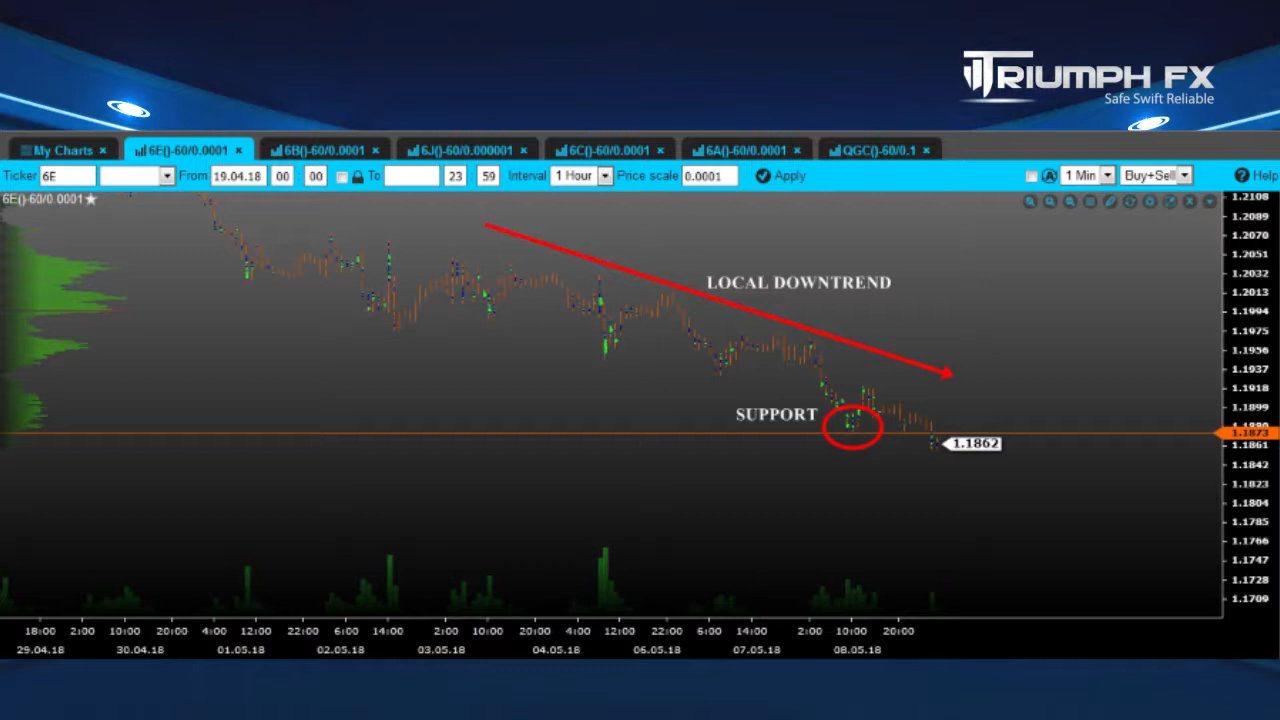 TRIUMPH FX
Safe Swift Reliable
My Charts × 6E()-60/0.0001 × 6B()-60/0.0001 × 6J()-60/0.000001 × 6C()-60/0.0001 × 6A()-60/0.0001 × QGC()-60/0.1 ×
Ticker 6E From 19.04.18 00 : 00 To 23 : 59 Interval 1 Hour Price scale 0.0001 Apply A 1 Min Buy+Sell ? Help
6E()-60/0.0001★
1.2108
1.2089
1.2070
1.2051
LOCAL DOWNTREND
1.2032
1.2013
1.1994
1.1975
1.1956
1.1937
1.1918
SUPPORT
1.1899
1.1880
1.1873
1.1862
1.1861
1.1842
1.1823
1.1804
1.1785
1.1766
1.1747
1.1728
1.1709
18:00 2:00 10:00 20:00 4:00 12:00 22:00 6:00 14:00 2:00 10:00 20:00 4:00 12:00 22:00 6:00 14:00 2:00 10:00 20:00
29.04.18 30.04.18 01.05.18 02.05.18 03.05.18 04.05.18 06.05.18 07.05.18 08.05.18